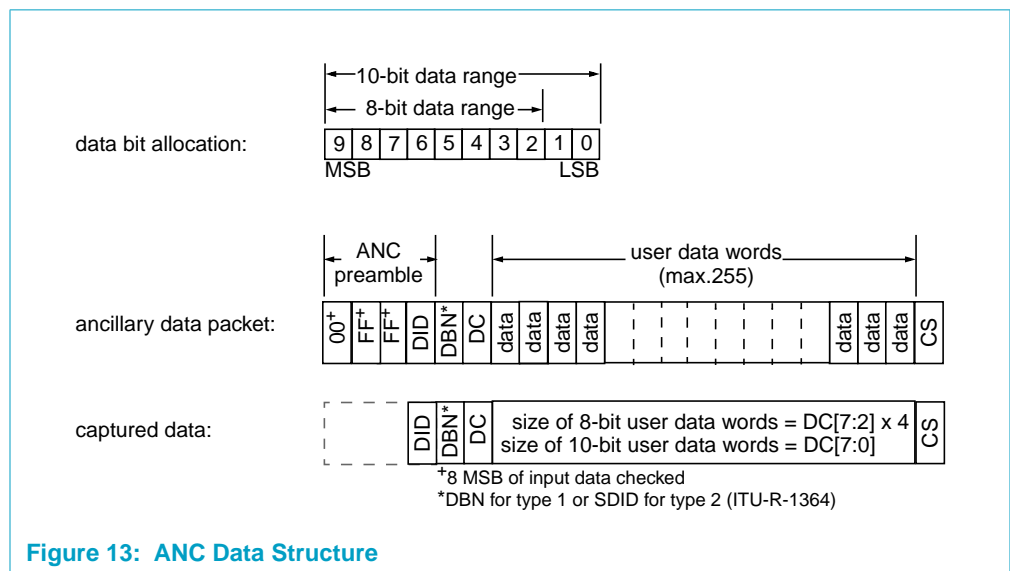 10-bit data range
8-bit data range
data bit allocation:
9 8 7 6 5 4 3 2 1 0
MSB LSB
ANC preamble
user data words
(max.255)
ancillary data packet:
00+ FF+ FF+ DID DBN* DC data data data data data data data CS
captured data:
DID DBN* DC
size of 8-bit user data words = DC[7:2] x 4
size of 10-bit user data words = DC[7:0]
CS
+8 MSB of input data checked
*DBN for type 1 or SDID for type 2 (ITU-R-1364)
Figure 13: ANC Data Structure